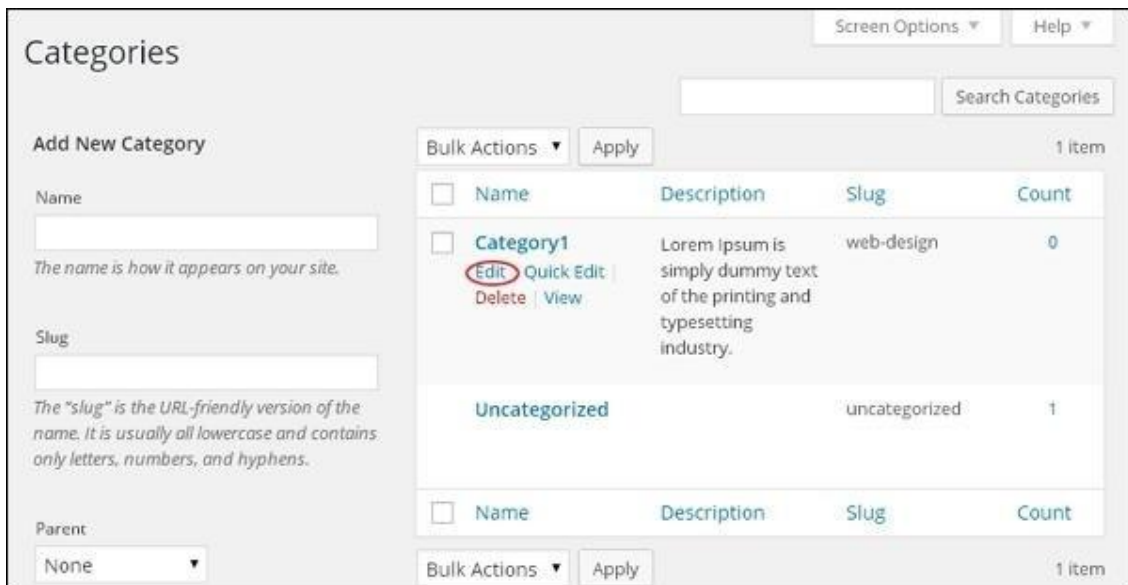 Screen Options ▼
Help ▼
Categories
Search Categories
Add New Category
Name
The name is how it appears on your site.
Slug
The "slug" is the URL-friendly version of the
name. It is usually all lowercase and contains
only letters, numbers, and hyphens.
Parent
None ▼
Bulk Actions ▼ Apply 1 item
Name Description Slug Count
Category1
Edit Quick Edit |
Delete | View
Lorem Ipsum is
simply dummy text
of the printing and
typesetting
industry.
web-design
0
Uncategorized uncategorized 1
Name Description Slug Count
Bulk Actions ▼ Apply 1 item